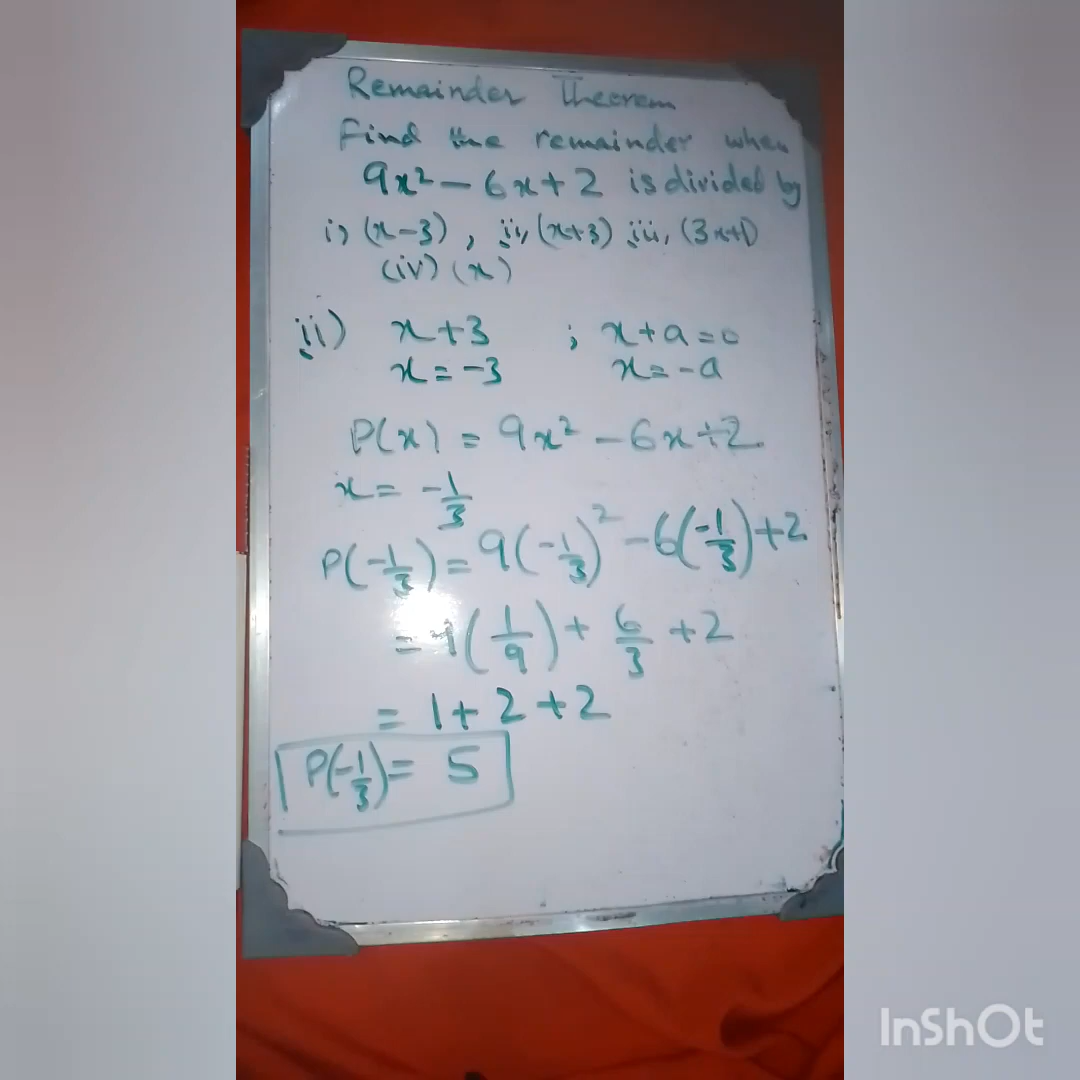 Remainder Theorem
Find the remainder when
9x² - 6x + 2 is divided by
i, (x-3) , ii, (x+3) iii, (3x+1)
(iv) (x)
ii) x + 3 ; x + a = 0
x = -3 x = -a
P(x) = 9x² - 6x + 2
x = -1/3
P(-1/3) = 9(-1/3)² - 6(-1/3) + 2
= 9(1/9) + 6/3 + 2
= 1 + 2 + 2
P(-1/3) = 5
InShOt